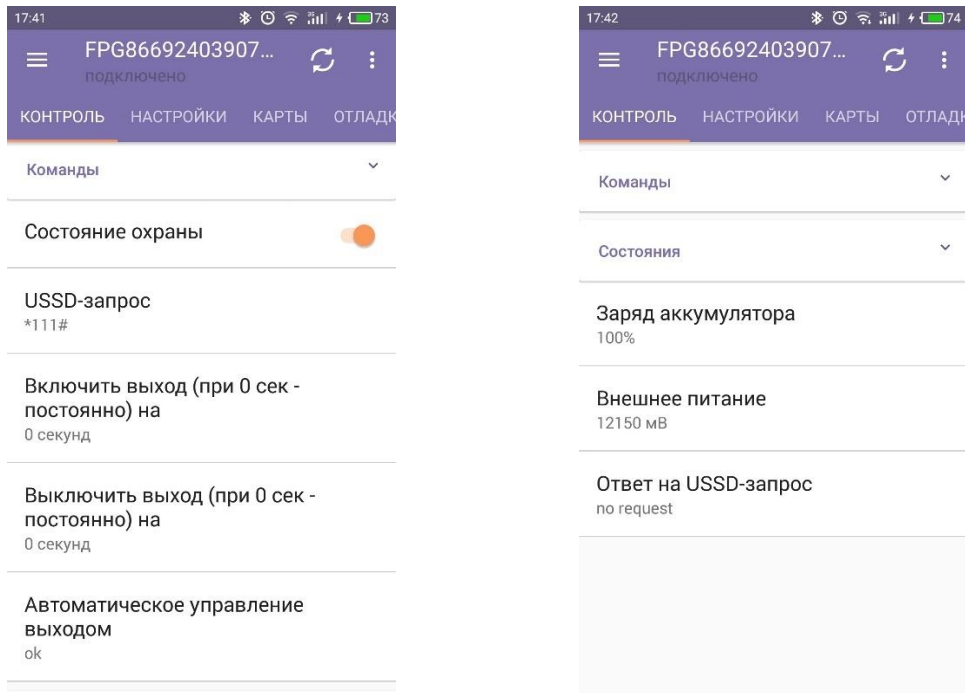 17:41
73
FPG86692403907...
подключено
КОНТРОЛЬ НАСТРОЙКИ КАРТЫ ОТЛАДК
Команды
Состояние охраны
USSD-запрос
*111#
Включить выход (при 0 сек -
постоянно) на
0 секунд
Выключить выход (при 0 сек -
постоянно) на
0 секунд
Автоматическое управление
выходом
ok
17:42
74
FPG86692403907...
подключено
КОНТРОЛЬ НАСТРОЙКИ КАРТЫ ОТЛАДК
Команды
Состояния
Заряд аккумулятора
100%
Внешнее питание
12150 мВ
Ответ на USSD-запрос
no request